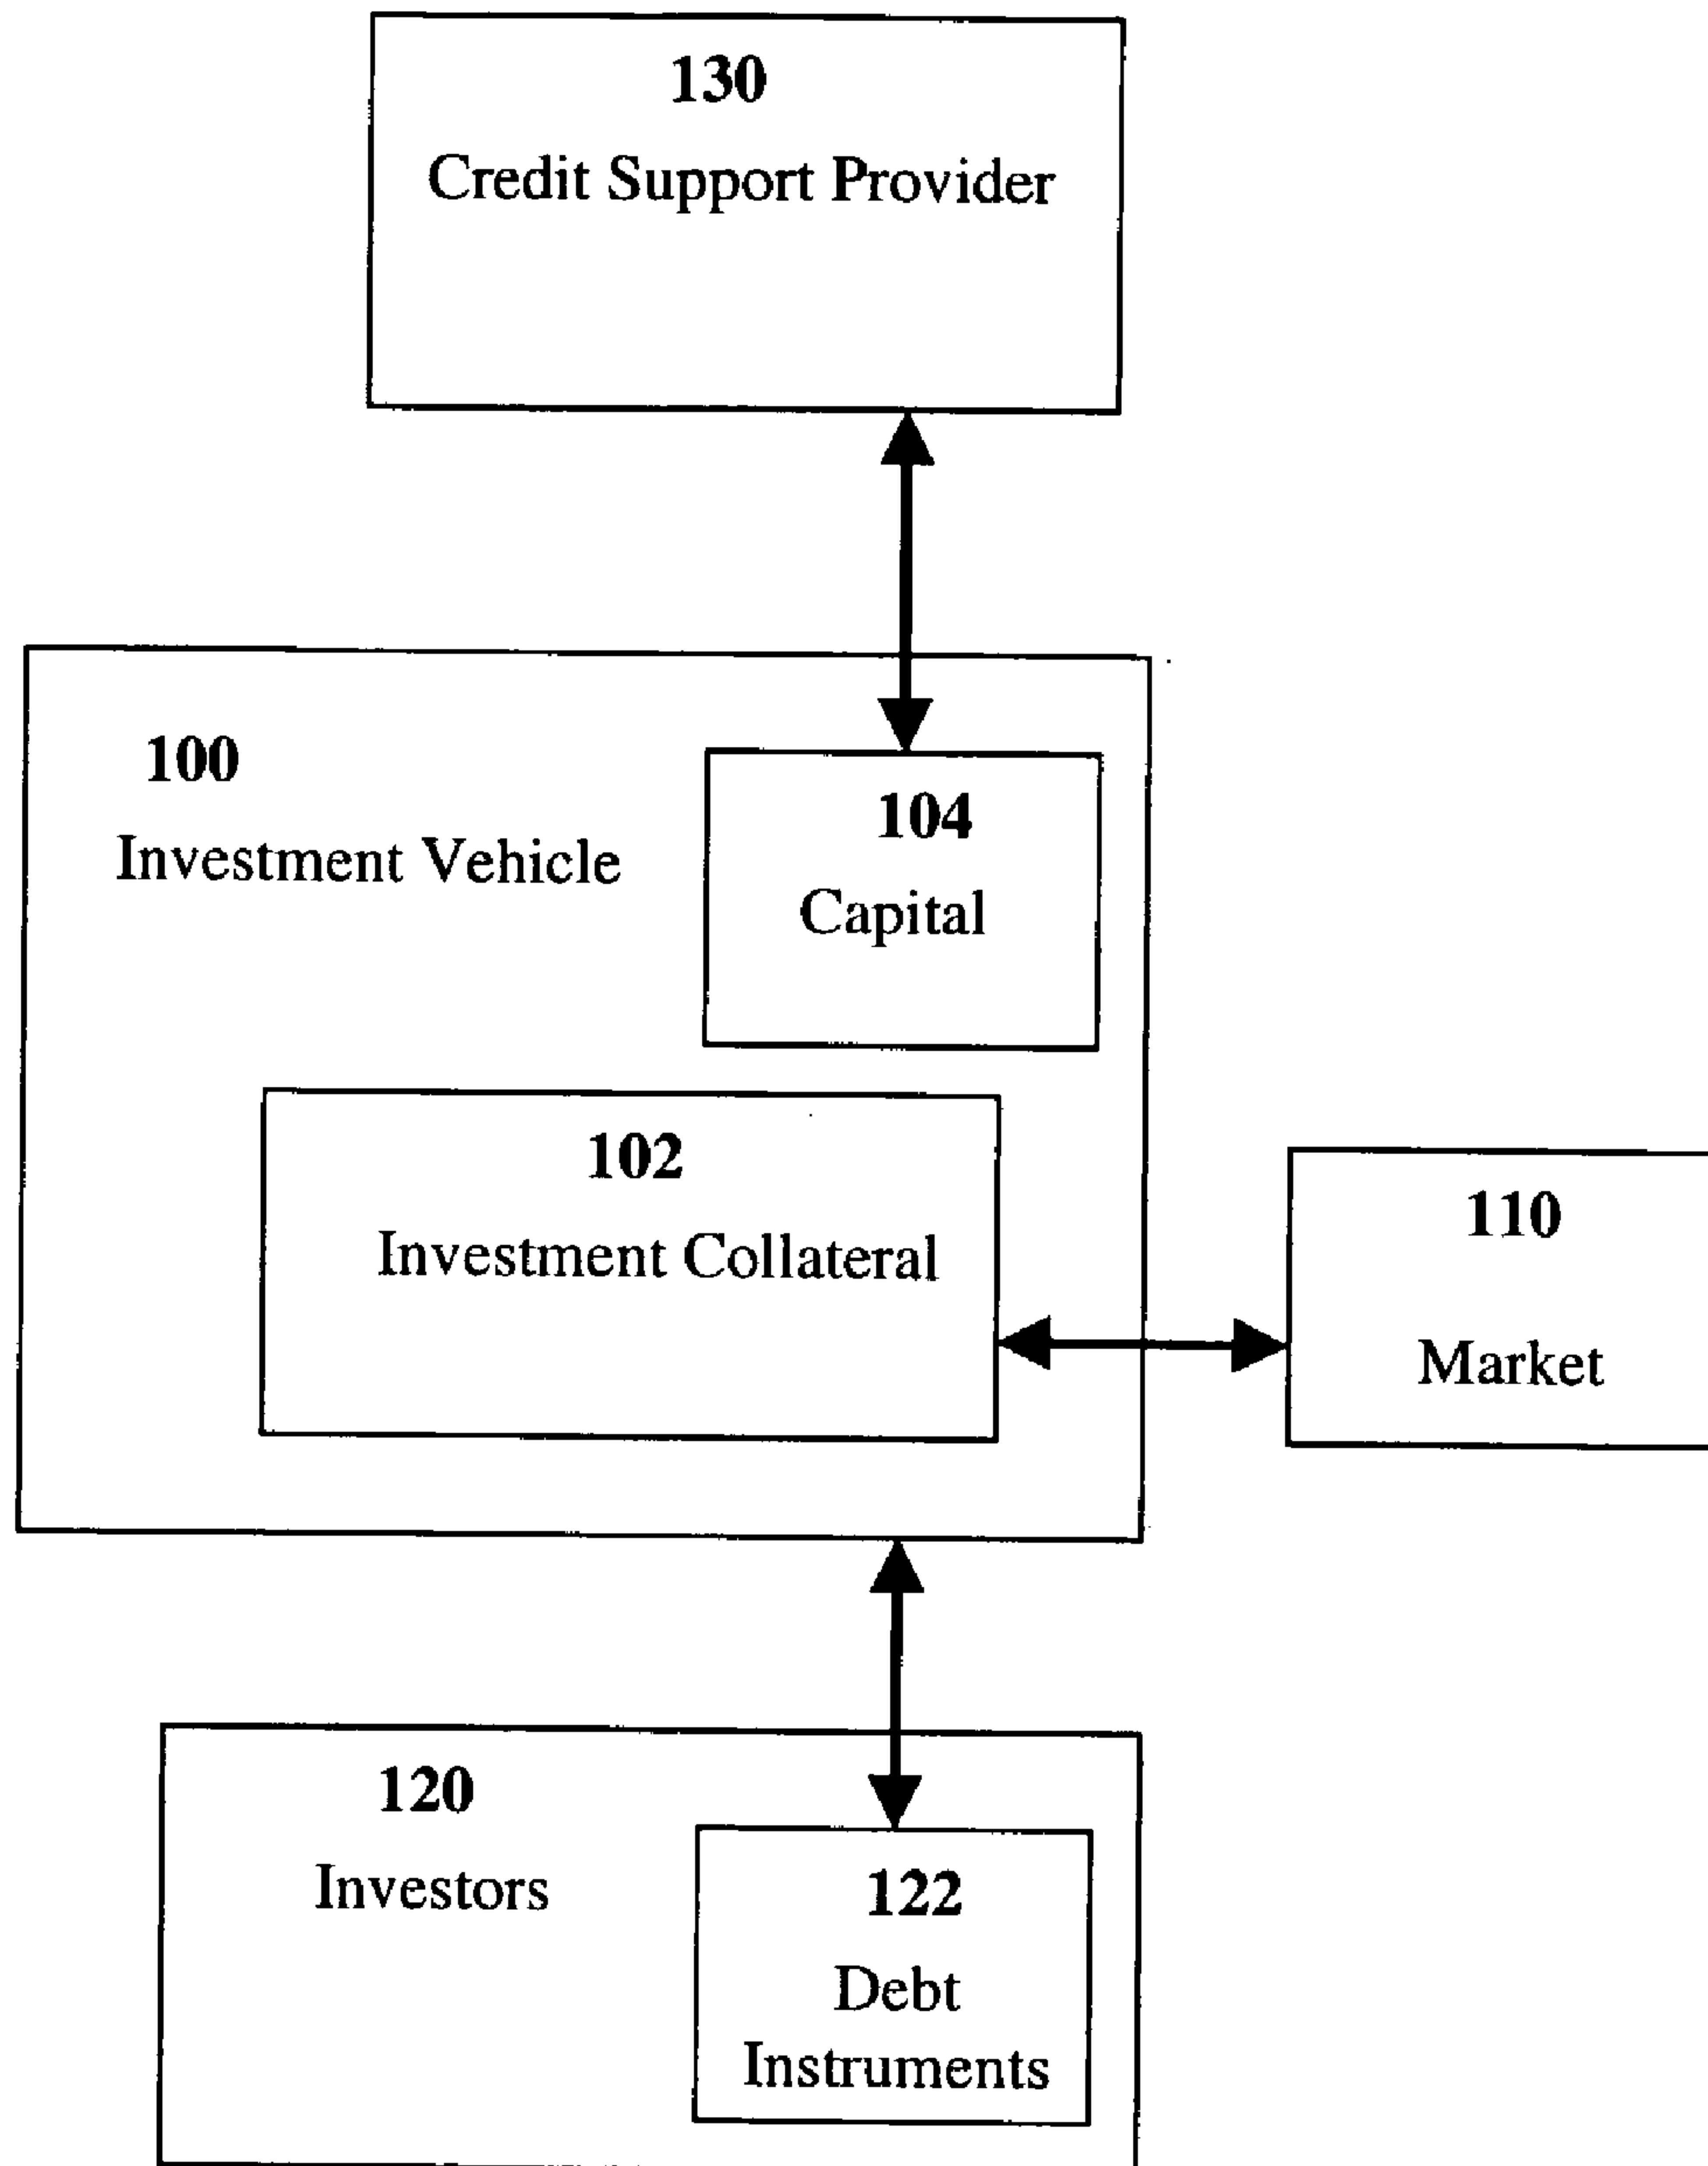 130
Credit Support Provider
100
Investment Vehicle
104
Capital
102
Investment Collateral
110
Market
120
Investors
122
Debt
Instruments